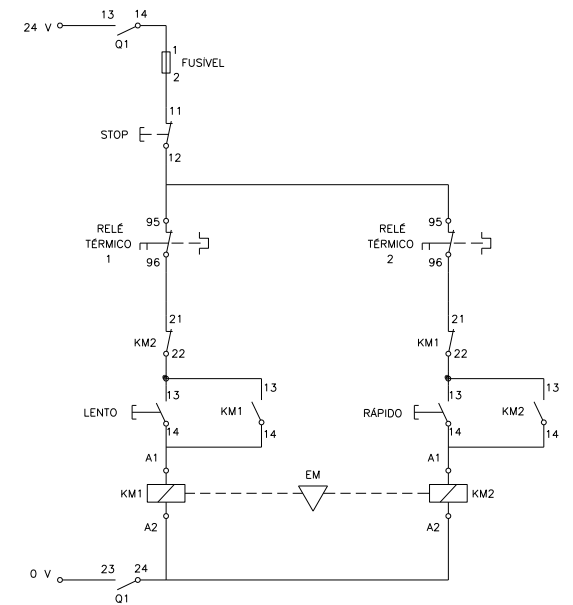 24 V
13 14
Q1
1
FUSÍVEL
2
11
STOP
12
95 95
RELÉ RELÉ
TÉRMICO TÉRMICO
1 2
96 96
21 21
KM2 KM1
22 22
13 13 13 13
LENTO KM1 RÁPIDO KM2
14 14 14 14
A1 A1
EM
KM1 KM2
A2 A2
0 V
23 24
Q1